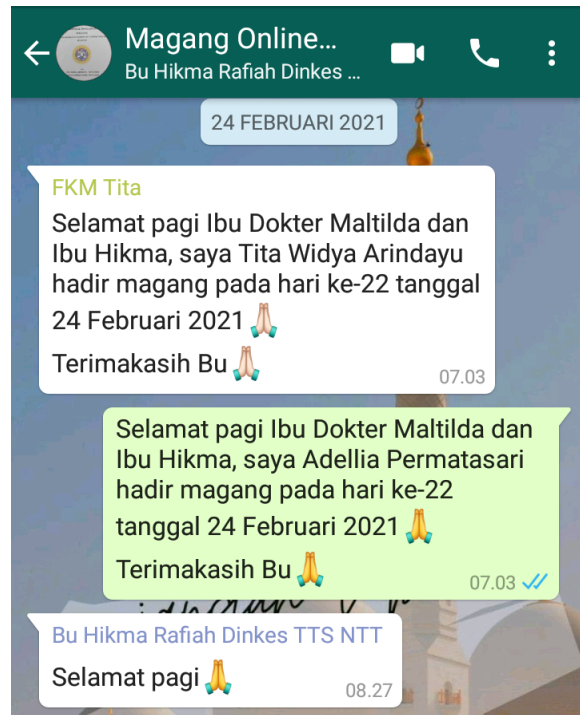 Magang Online...
Bu Hikma Rafiah Dinkes ...
24 FEBRUARI 2021
FKM Tita
Selamat pagi Ibu Dokter Maltilda dan
Ibu Hikma, saya Tita Widya Arindayu
hadir magang pada hari ke-22 tanggal
24 Februari 2021🙏🏻
Terimakasih Bu🙏🏻
07.03
Selamat pagi Ibu Dokter Maltilda dan
Ibu Hikma, saya Adellia Permatasari
hadir magang pada hari ke-22
tanggal 24 Februari 2021🙏
Terimakasih Bu🙏
07.03
Bu Hikma Rafiah Dinkes TTS NTT
Selamat pagi🙏
08.27